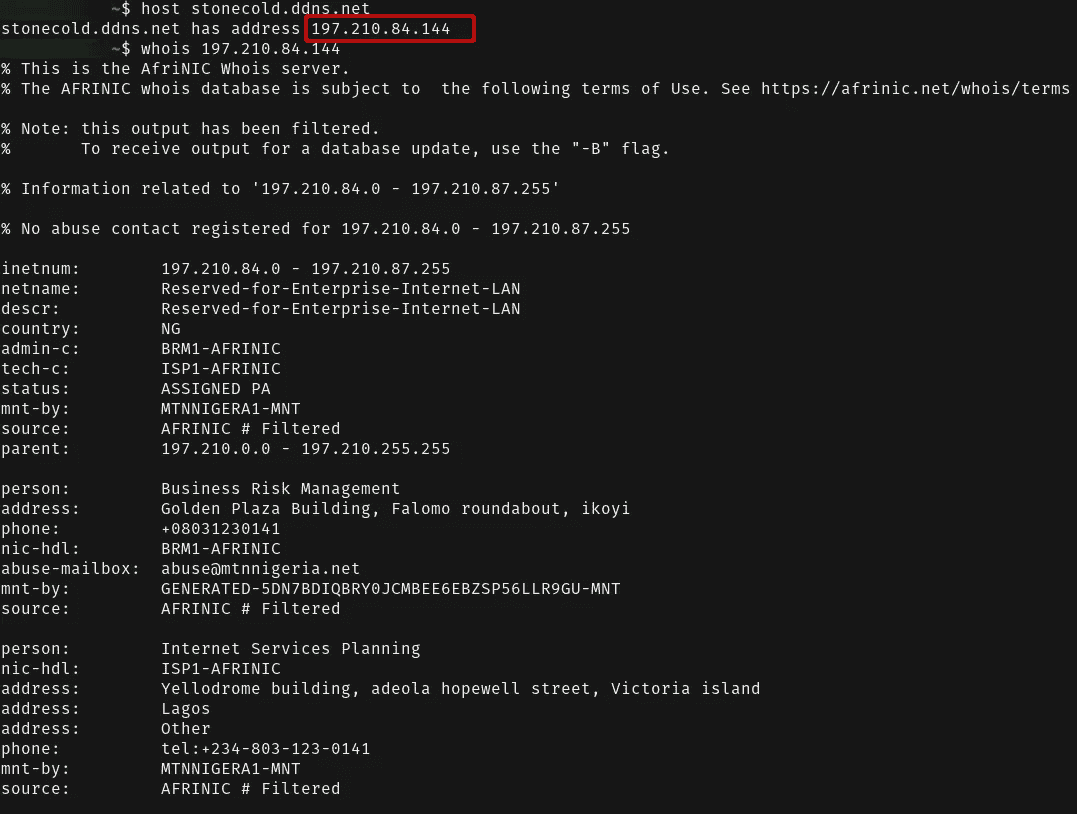 ~$ host stonecold.ddns.net
stonecold.ddns.net has address 197.210.84.144
~$ whois 197.210.84.144
% This is the AfriNIC Whois server.
% The AFRINIC whois database is subject to  the following terms of Use. See https://afrinic.net/whois/terms
% Note: this output has been filtered.
%       To receive output for a database update, use the "-B" flag.
% Information related to '197.210.84.0 - 197.210.87.255'
% No abuse contact registered for 197.210.84.0 - 197.210.87.255
inetnum:        197.210.84.0 - 197.210.87.255
netname:        Reserved-for-Enterprise-Internet-LAN
descr:          Reserved-for-Enterprise-Internet-LAN
country:        NG
admin-c:        BRM1-AFRINIC
tech-c:         ISP1-AFRINIC
status:         ASSIGNED PA
mnt-by:         MTNNIGERA1-MNT
source:         AFRINIC # Filtered
parent:         197.210.0.0 - 197.210.255.255
person:         Business Risk Management
address:        Golden Plaza Building, Falomo roundabout, ikoyi
phone:          +08031230141
nic-hdl:        BRM1-AFRINIC
abuse-mailbox:  abuse@mtnnigeria.net
mnt-by:         GENERATED-5DN7BDIQBRY0JCMBEE6EBZSP56LLR9GU-MNT
source:         AFRINIC # Filtered
person:         Internet Services Planning
nic-hdl:        ISP1-AFRINIC
address:        Yellodrome building, adeola hopewell street, Victoria island
address:        Lagos
address:        Other
phone:          tel:+234-803-123-0141
mnt-by:         MTNNIGERA1-MNT
source:         AFRINIC # Filtered